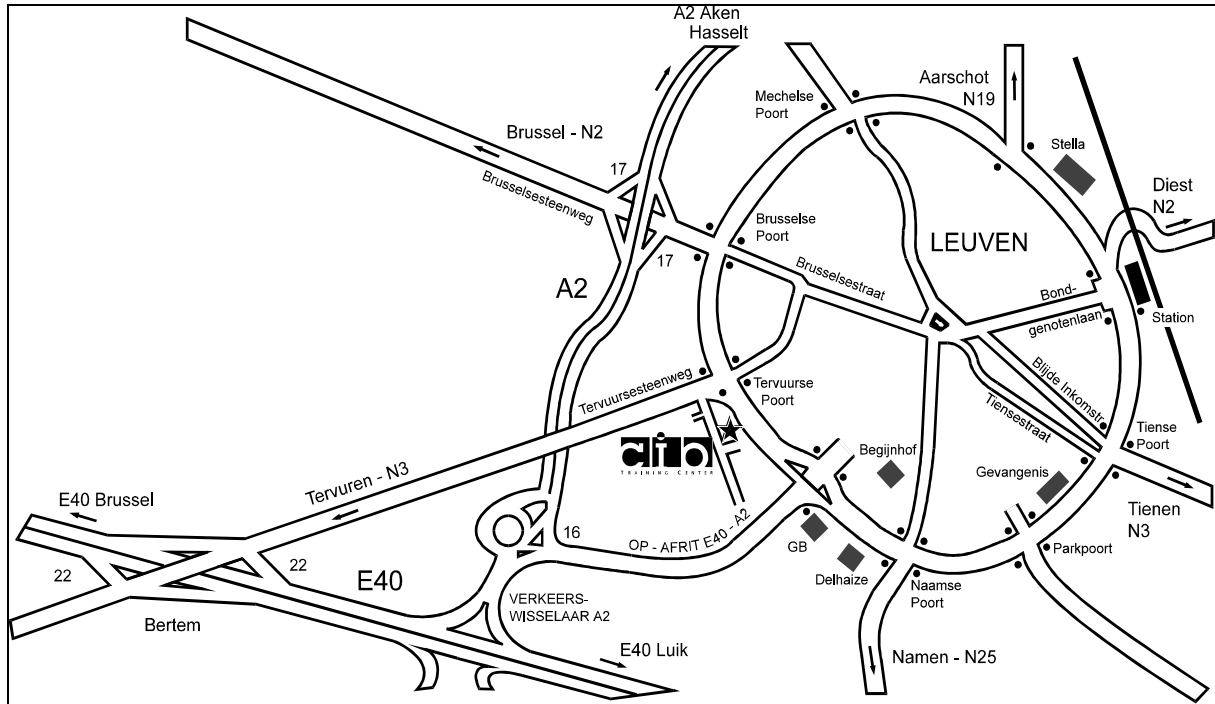 A2 Aken
Hasselt
Mechelse
Poort
Aarschot
N19
Brussel - N2
17
Stella
Diest
N2
Brusselsesteenweg
Brusselse
Poort
LEUVEN
17
A2
Brusselsestraat
Bond-
genotenlaan
Station
Tervuursesteenweg
Tervuurse
Poort
Blijde Inkomstr.
Tiensestraat
Tiense
Poort
cib
TRAINING CENTER
Begijnhof
Gevangenis
Tervuren - N3
E40 Brussel
Tienen
N3
16
OP - AFRIT E40 - A2
GB
Delhaize
Parkpoort
22
22
E40
VERKEERS-
WISSELAAR A2
Naamse
Poort
Bertem
E40 Luik
Namen - N25